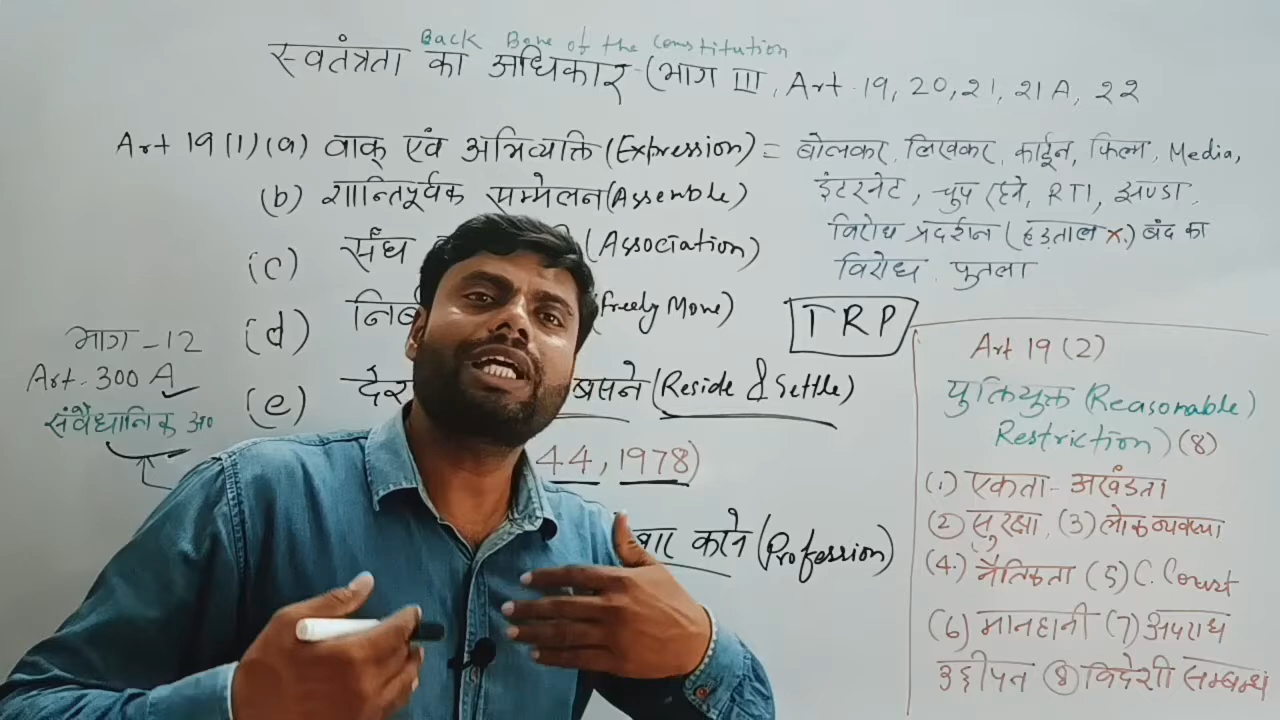 Back Bone of the Constitution
स्वतंत्रता का अधिकार (भाग III, Art. 19, 20, 21, 21A, 22
Art 19(1)(a) वाक् एंव अभिव्यक्ति (Expression) = बोलकर, लिखकर, कार्टून, फिल्म, Media,
इंटरनेट, चुप रहने, RTI, झण्डा,
(b) शान्तिपूर्वक सम्मेलन (Assemble)
विरोध प्रदर्शन (हड़ताल x.) बंद का
विरोध, पुतला
(c) संघ (Association)
(d) (Freely Move)
TRP
(e) बसने (Reside & Settle)
44, 1978)
करने (Profession)
भाग - 12
Art. 300 A
संवैधानिक अ०
Art 19 (2)
युक्तियुक्त (Reasonable)
Restriction) (8)
(1.) एकता - अखंडता
(2) सुरक्षा, (3) लोक व्यवस्था
(4.) नैतिकता (5) C. Court
(6) मानहानी (7) अपराध
उद्दीपन (8) विदेशी सम्बन्ध